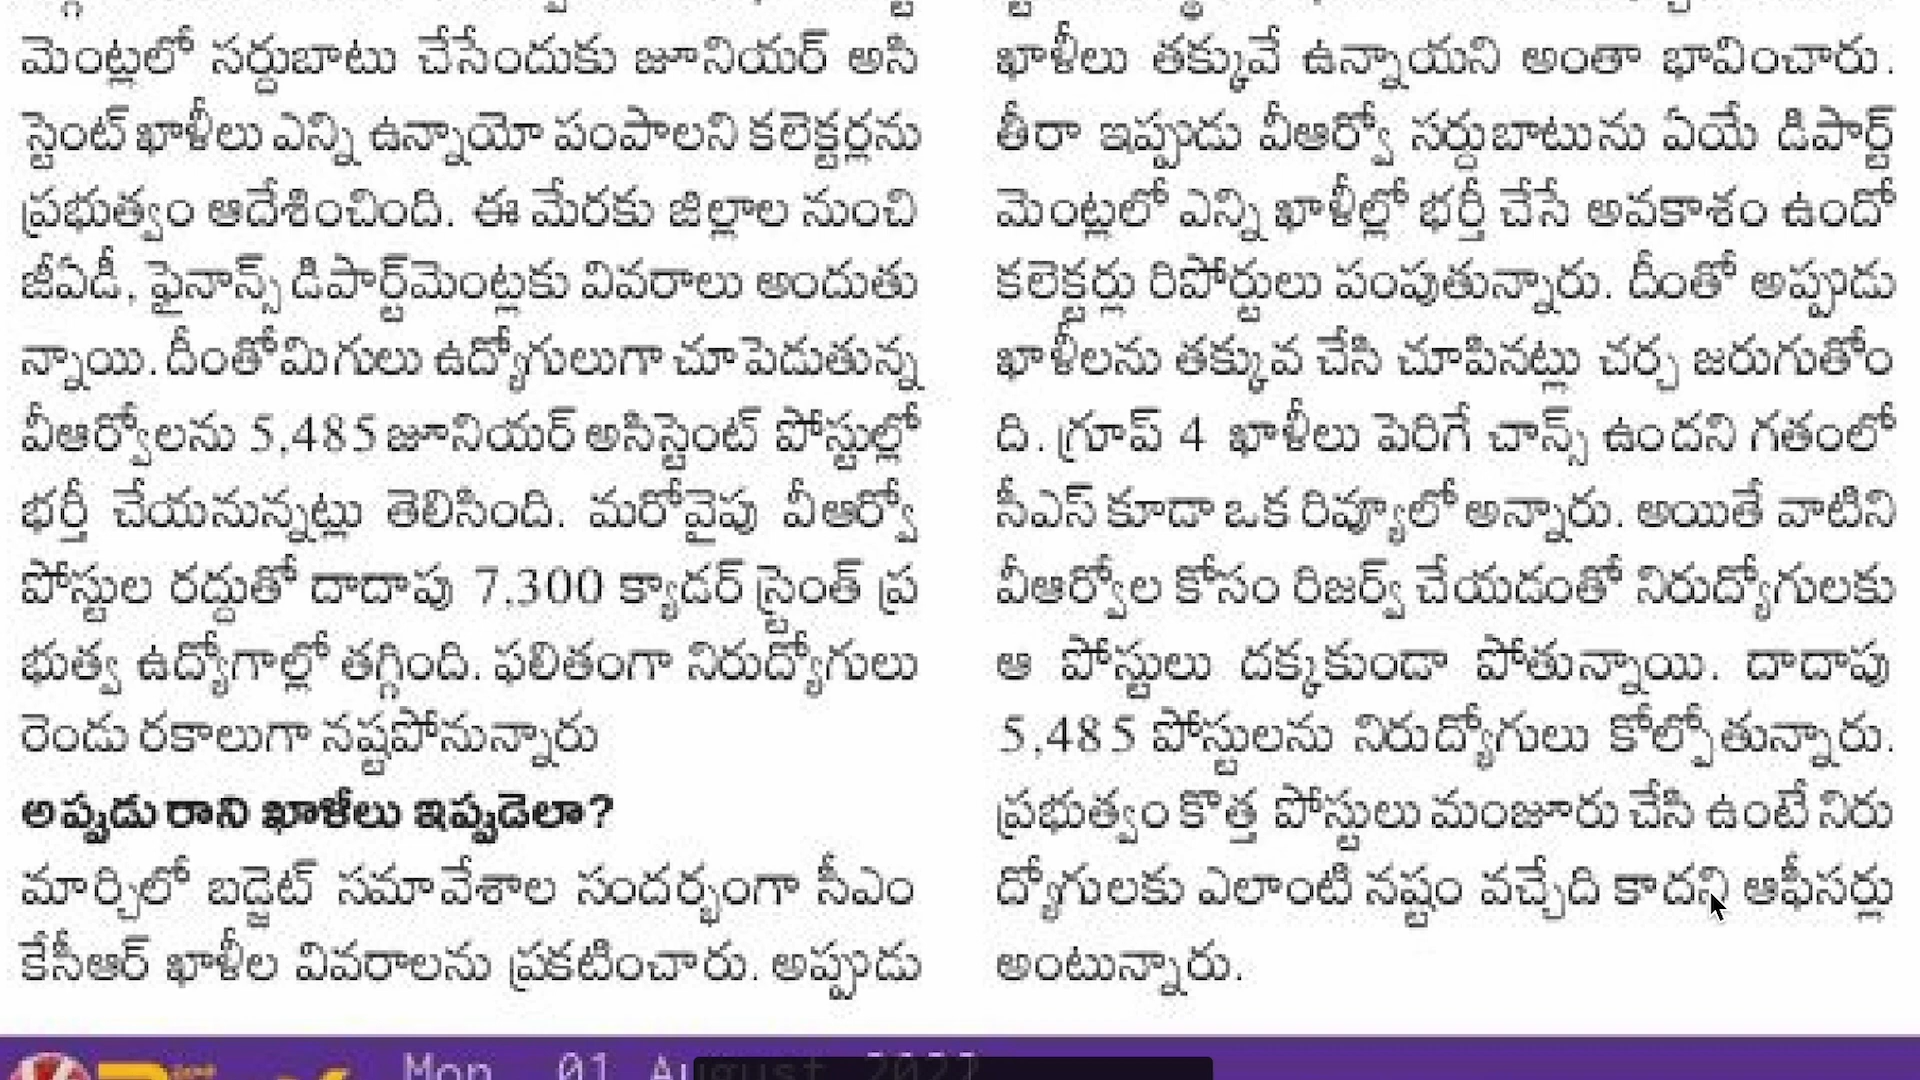 మెంట్లలో సర్దుబాటు చేసేందుకు జూనియర్ అసి
స్టెంట్ ఖాళీలు ఎన్ని ఉన్నాయో పంపాలని కలెక్టర్లను
ప్రభుత్వం ఆదేశించింది. ఈ మేరకు జిల్లాల నుంచి
జీఏడీ, ఫైనాన్స్ డిపార్ట్‌మెంట్లకు వివరాలు అందుతు
న్నాయి. దీంతో మిగులు ఉద్యోగులుగా చూపెడుతున్న
వీఆర్వోలను 5,485 జూనియర్ అసిస్టెంట్ పోస్టుల్లో
భర్తీ చేయనున్నట్లు తెలిసింది. మరోవైపు వీఆర్వో
పోస్టుల రద్దుతో దాదాపు 7,300 క్యాడర్ స్ట్రెంత్ ప్ర
భుత్వ ఉద్యోగాల్లో తగ్గింది. ఫలితంగా నిరుద్యోగులు
రెండు రకాలుగా నష్టపోనున్నారు
అప్పుడు రాని ఖాళీలు ఇప్పుడెలా?
మార్చిలో బడ్జెట్ సమావేశాల సందర్భంగా సీఎం
కేసీఆర్ ఖాళీల వివరాలను ప్రకటించారు. అప్పుడు
ఖాళీలు తక్కువే ఉన్నాయని అంతా భావించారు.
తీరా ఇప్పుడు వీఆర్వో సర్దుబాటును ఏయే డిపార్ట్
మెంట్లలో ఎన్ని ఖాళీల్లో భర్తీ చేసే అవకాశం ఉందో
కలెక్టర్లు రిపోర్టులు పంపుతున్నారు. దీంతో అప్పుడు
ఖాళీలను తక్కువ చేసి చూపినట్లు చర్చ జరుగుతోం
ది. గ్రూప్ 4 ఖాళీలు పెరిగే చాన్స్ ఉందని గతంలో
సీఎస్ కూడా ఒక రివ్యూలో అన్నారు. అయితే వాటిని
వీఆర్వోల కోసం రిజర్వ్ చేయడంతో నిరుద్యోగులకు
ఆ పోస్టులు దక్కకుండా పోతున్నాయి. దాదాపు
5,485 పోస్టులను నిరుద్యోగులు కోల్పోతున్నారు.
ప్రభుత్వం కొత్త పోస్టులు మంజూరు చేసి ఉంటే నిరు
ద్యోగులకు ఎలాంటి నష్టం వచ్చేది కాదని ఆఫీసర్లు
అంటున్నారు.
Mon, 01 August 2022